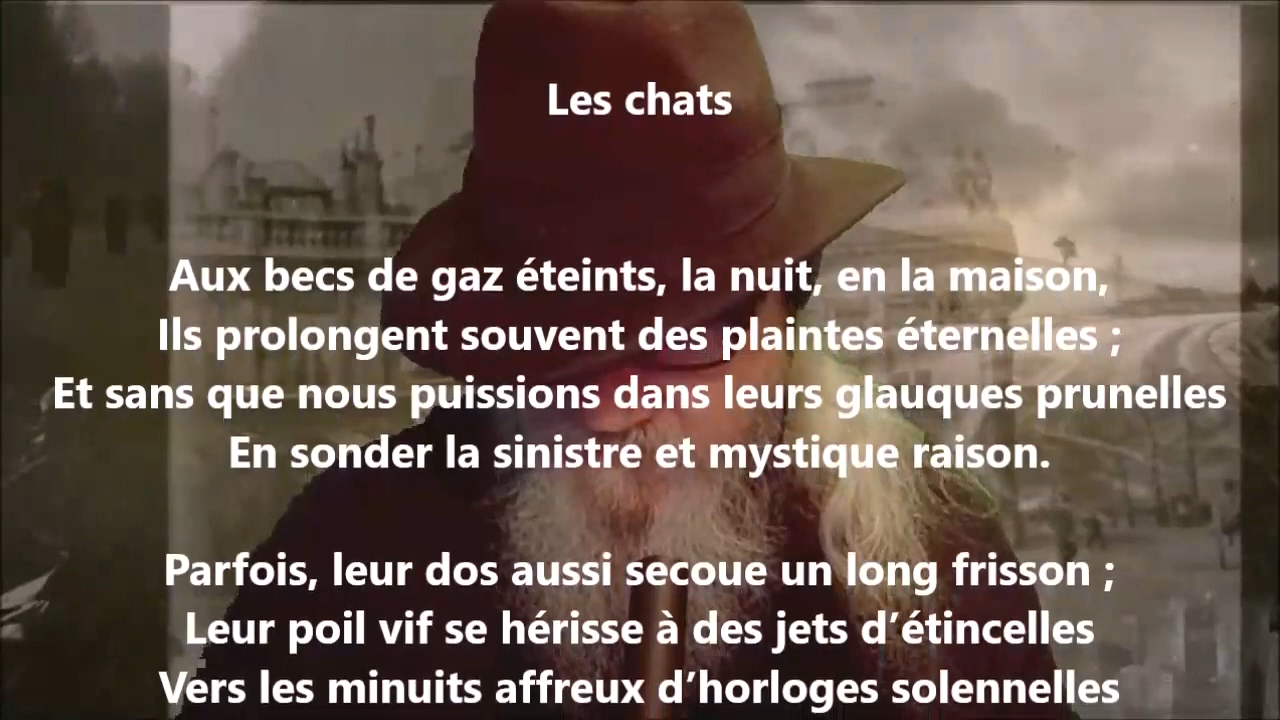 Les chats
Aux becs de gaz éteints, la nuit, en la maison,
Ils prolongent souvent des plaintes éternelles ;
Et sans que nous puissions dans leurs glauques prunelles
En sonder la sinistre et mystique raison.
Parfois, leur dos aussi secoue un long frisson ;
Leur poil vif se hérisse à des jets d’étincelles
Vers les minuits affreux d’horloges solennelles